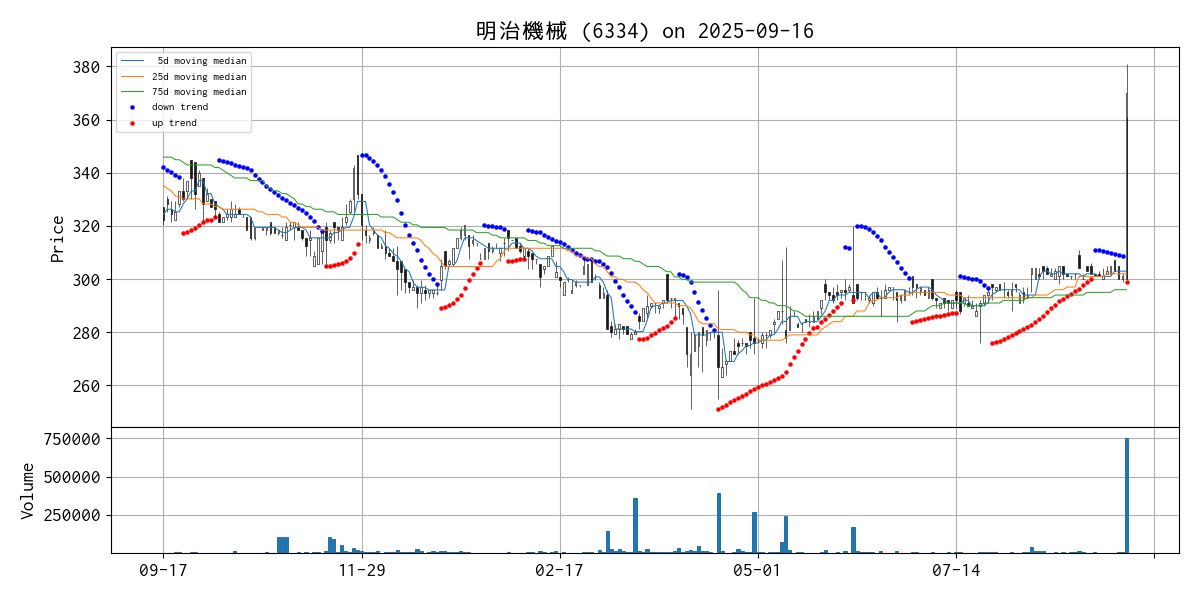 明治機械 (6334) on 2025-09-16
380
360
340
320
300
280
260
Price
5d moving median
25d moving median
75d moving median
down trend
up trend
750000
500000
250000
Volume
09-17
11-29
02-17
05-01
07-14